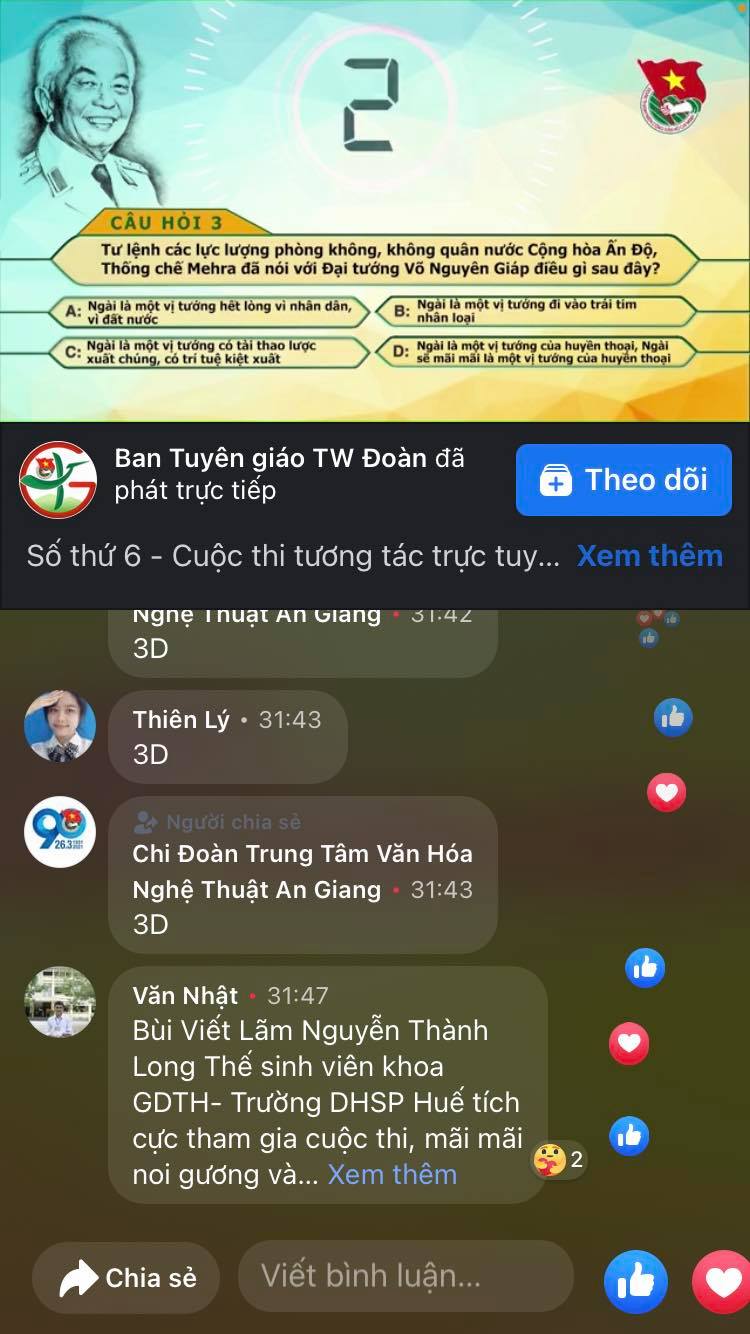 2
CÂU HỎI 3
Tư lệnh các lực lượng phòng không, không quân nước Cộng hòa Ấn Độ,
Thống chế Mehra đã nói với Đại tướng Võ Nguyên Giáp điều gì sau đây?
A: Ngài là một vị tướng hết lòng vì nhân dân,
vì đất nước
B: Ngài là một vị tướng đi vào trái tim
nhân loại
C: Ngài là một vị tướng có tài thao lược
xuất chúng, có trí tuệ kiệt xuất
D: Ngài là một vị tướng của huyền thoại, Ngài
sẽ mãi mãi là một vị tướng của huyền thoại
Ban Tuyên giáo TW Đoàn đã
phát trực tiếp
Theo dõi
Số thứ 6 - Cuộc thi tương tác trực tuy... Xem thêm
Nghệ Thuật An Giang • 31:42
3D
Thiên Lý • 31:43
3D
Người chia sẻ
Chi Đoàn Trung Tâm Văn Hóa
Nghệ Thuật An Giang • 31:43
3D
90
26.3
Văn Nhật • 31:47
Bùi Viết Lãm Nguyễn Thành
Long Thế sinh viên khoa
GDTH- Trường DHSP Huế tích
cực tham gia cuộc thi, mãi mãi
noi gương và... Xem thêm
2
Chia sẻ
Viết bình luận...